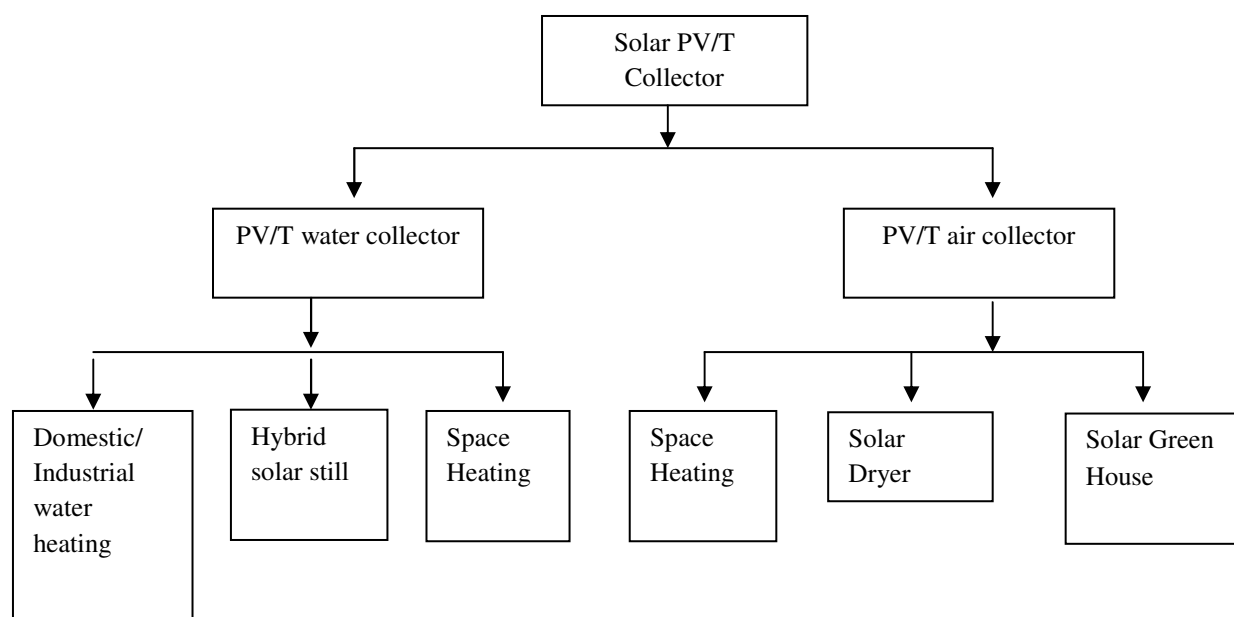 Solar PV/T
Collector
PV/T water collector
PV/T air collector
Domestic/
Industrial
water
heating
Hybrid
solar still
Space
Heating
Space
Heating
Solar
Dryer
Solar Green
House